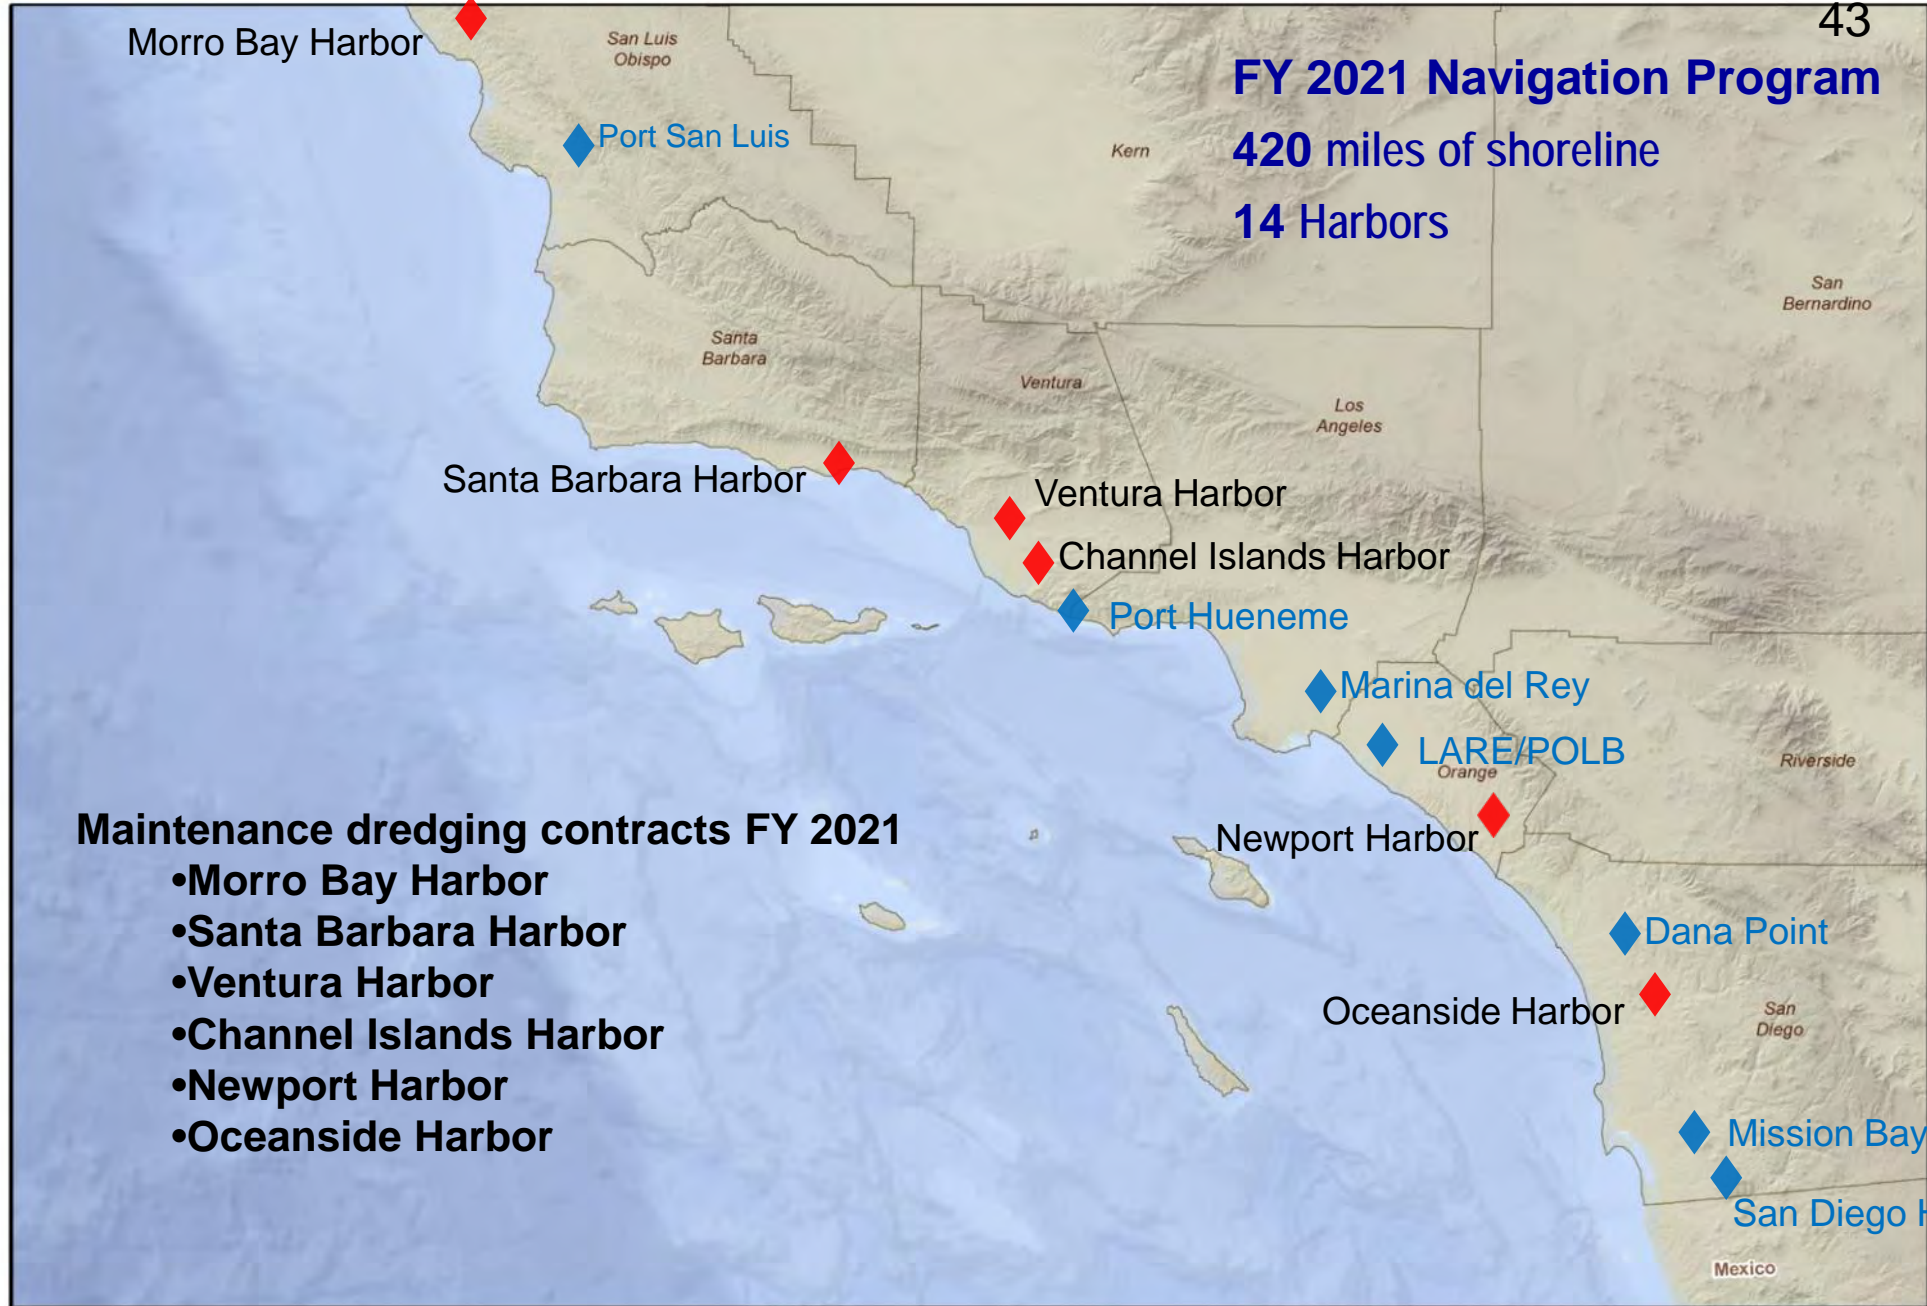 43
Morro Bay Harbor
San Luis
Obispo
FY 2021 Navigation Program
Port San Luis
Kern
420 miles of shoreline
14 Harbors
San
Bernardino
Santa
Barbara
Ventura
Los
Angeles
Santa Barbara Harbor
Ventura Harbor
Channel Islands Harbor
Port Hueneme
Marina del Rey
LARE/POLB
Orange
Riverside
Newport Harbor
Maintenance dredging contracts FY 2021
•Morro Bay Harbor
•Santa Barbara Harbor
•Ventura Harbor
•Channel Islands Harbor
•Newport Harbor
•Oceanside Harbor
Dana Point
Oceanside Harbor
San
Diego
Mission Bay
San Diego H
Mexico